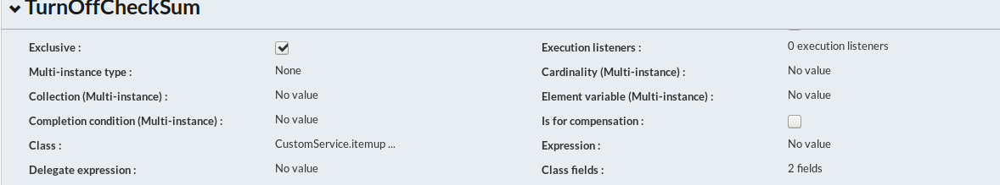 TurnOffCheckSum
Exclusive : Execution listeners : 0 execution listeners
Multi-instance type : None Cardinality (Multi-instance) : No value
Collection (Multi-instance) : No value Element variable (Multi-instance) : No value
Completion condition (Multi-instance) : No value Is for compensation :
Class : CustomService.itemup ... Expression : No value
Delegate expression : No value Class fields : 2 fields